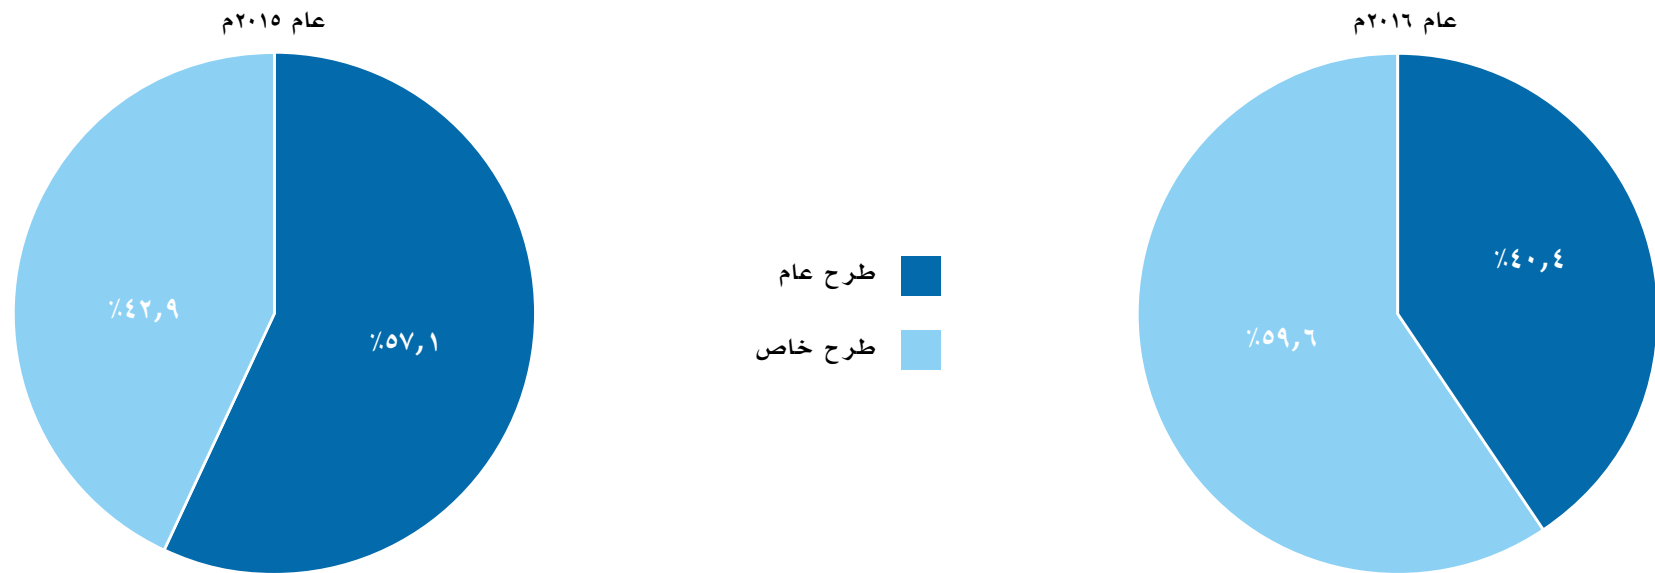 عام ٢٠١٦م
عام ٢٠١٥م
٪٤٠,٤
٪٥٩,٦
طرح عام
طرح خاص
٪٥٧,١
٪٤٢,٩